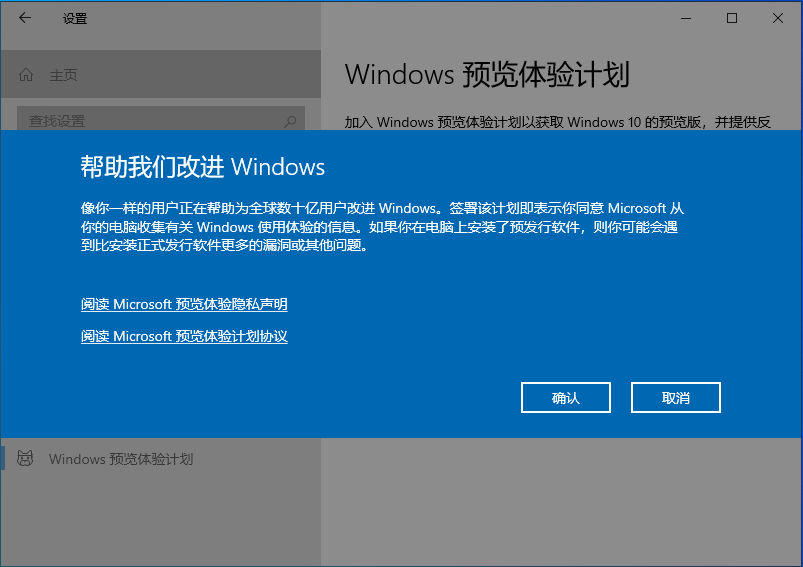 设置
主页
查找设置
Windows 预览体验计划
加入 Windows 预览体验计划以获取 Windows 10 的预览版，并提供反
帮助我们改进 Windows
像你一样的用户正在帮助为全球数十亿用户改进 Windows。签署该计划即表示你同意 Microsoft 从
你的电脑收集有关 Windows 使用体验的信息。如果你在电脑上安装了预发行软件，则你可能会遇
到比安装正式发行软件更多的漏洞或其他问题。
阅读 Microsoft 预览体验隐私声明
阅读 Microsoft 预览体验计划协议
确认
取消
Windows 预览体验计划